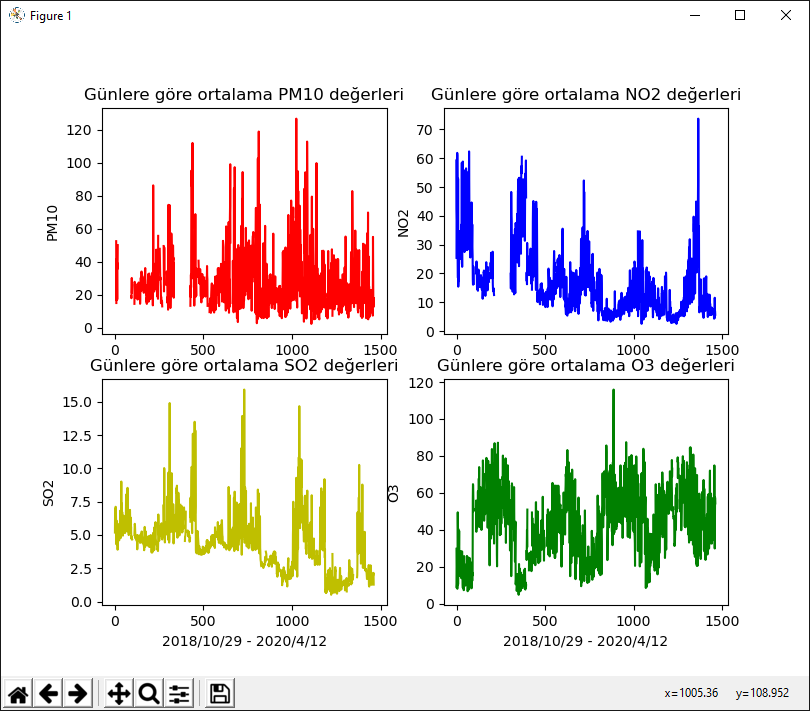 Figure 1
Günlere göre ortalama PM10 değerleri
PM10
120
100
80
60
40
20
0
0 500 1000 1500
Günlere göre ortalama NO2 değerleri
NO2
70
60
50
40
30
20
10
0
0 500 1000 1500
Günlere göre ortalama SO2 değerleri
SO2
15.0
12.5
10.0
7.5
5.0
2.5
0.0
0 500 1000 1500
2018/10/29 - 2020/4/12
Günlere göre ortalama O3 değerleri
O3
120
100
80
60
40
20
0
0 500 1000 1500
2018/10/29 - 2020/4/12
x=1005.36 y=108.952